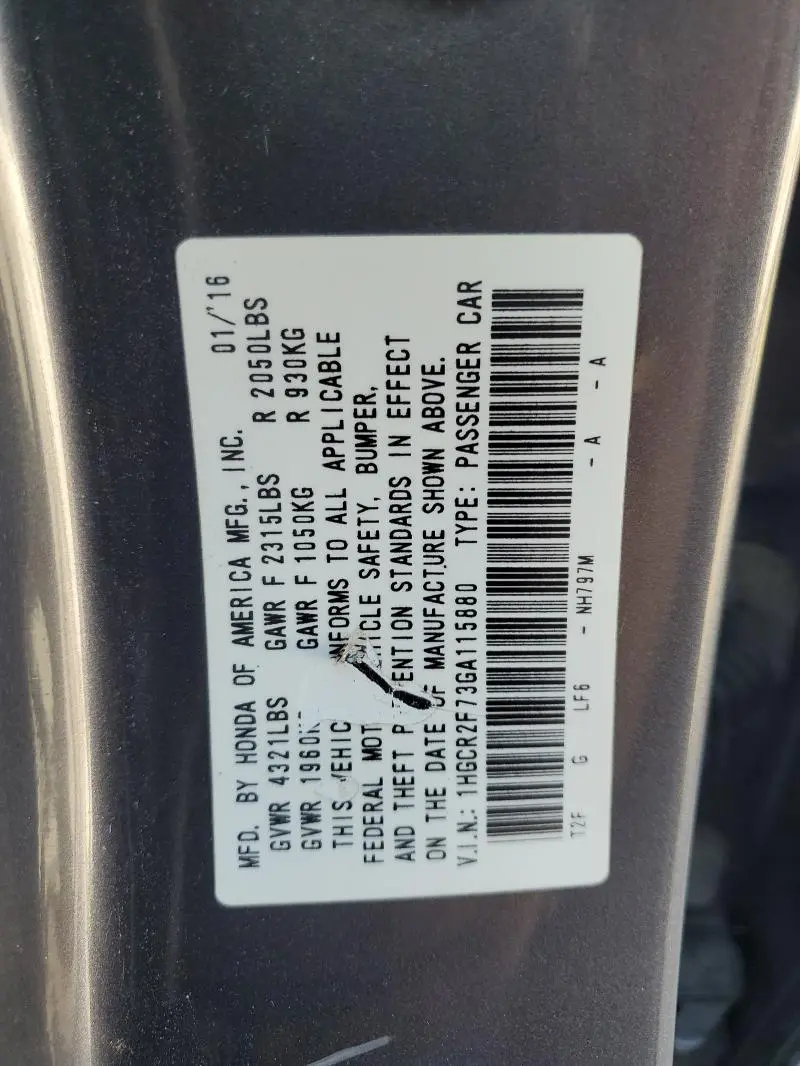 MFD. BY HONDA OF AMERICA MFG., INC. 01/'16
GVWR 4321LBS GAWR F 2315LBS R 2050LBS
GVWR GAWR F 1050KG R 930KG
THIS TO ALL APPLICABLE
FEDERAL SAFETY, BUMPER,
AND THEFT STANDARDS IN EFFECT
ON THE DATE OF MANUFACTURE SHOWN ABOVE.
V.I.N.: 1HGCR2F73GA115880 TYPE: PASSENGER CAR
T2F G LF6 - NH797M - A - A